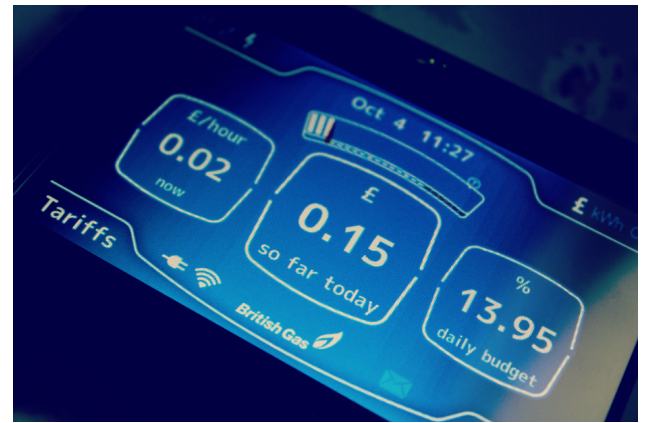 Oct 4 11:27
£/hour
0.02
now
£
0.15
so far today
%
13.95
daily budget
£ kWh
Tariffs
British Gas